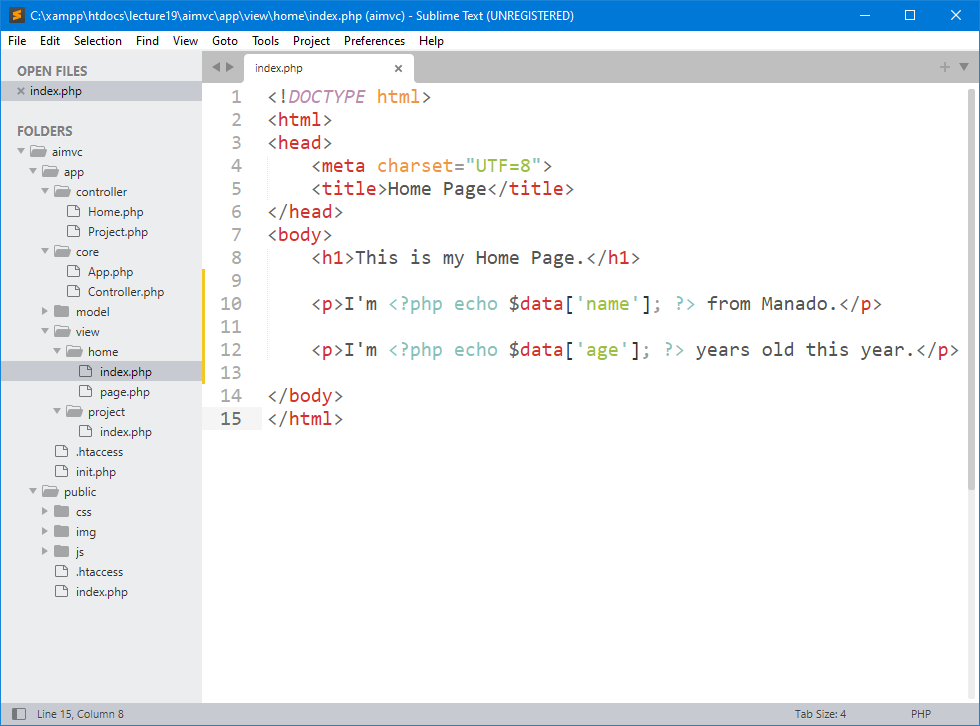 C:\xampp\htdocs\lecture19\aimvc\app\view\home\index.php (aimvc) - Sublime Text (UNREGISTERED)
File Edit Selection Find View Goto Tools Project Preferences Help
OPEN FILES
index.php
FOLDERS
aimvc
app
controller
Home.php
Project.php
core
App.php
Controller.php
model
view
home
index.php
page.php
project
index.php
.htaccess
init.php
public
css
img
js
.htaccess
index.php
index.php
1 <!DOCTYPE html>
2 <html>
3 <head>
4     <meta charset="UTF=8">
5     <title>Home Page</title>
6 </head>
7 <body>
8     <h1>This is my Home Page.</h1>
9
10     <p>I'm <?php echo $data['name']; ?> from Manado.</p>
11
12     <p>I'm <?php echo $data['age']; ?> years old this year.</p>
13
14 </body>
15 </html>
Line 15, Column 8 Tab Size: 4 PHP